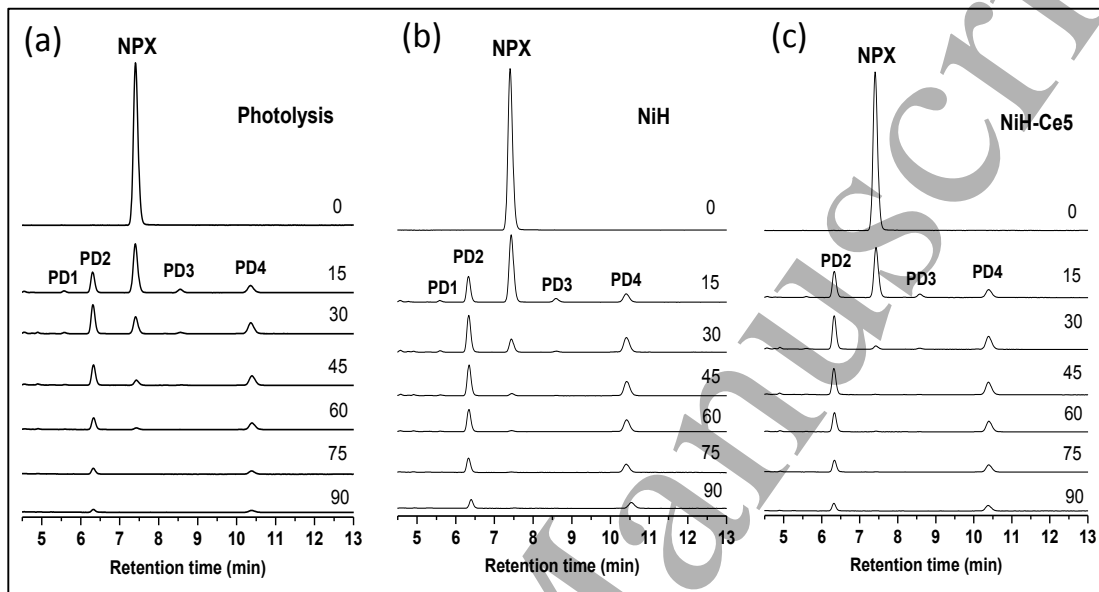 (a)
NPX
Photolysis
0
PD1
PD2
PD3
PD4
15
30
45
60
75
90
5 6 7 8 9 10 11 12 13
Retention time (min)
(b)
NPX
NiH
0
PD1
PD2
PD3
PD4
15
30
45
60
75
90
5 6 7 8 9 10 11 12 13
Retention time (min)
(c)
NPX
NiH-Ce5
0
PD2
PD3
PD4
15
30
45
60
75
90
5 6 7 8 9 10 11 12 13
Retention time (min)
Manuscri